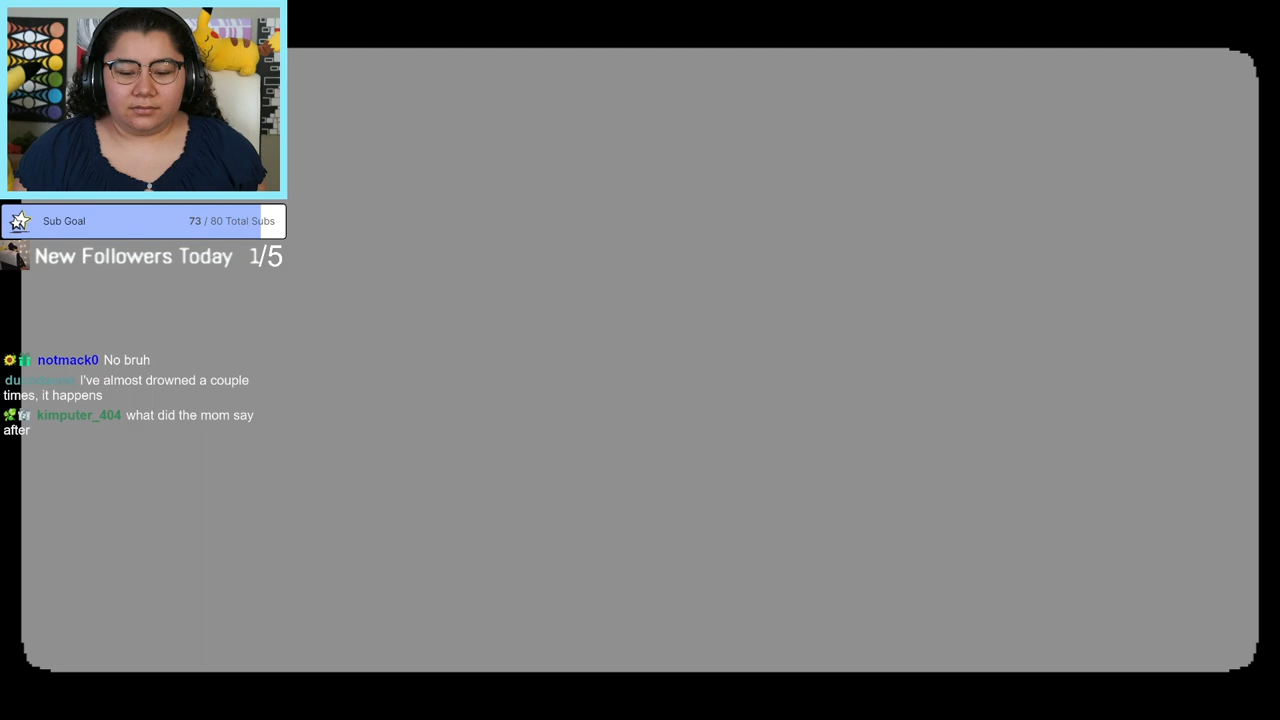 Sub Goal 73 / 80 Total Subs
New Followers Today 1/5
notmack0 No bruh
I've almost drowned a couple
times, it happens
kimputer_404 what did the mom say
after